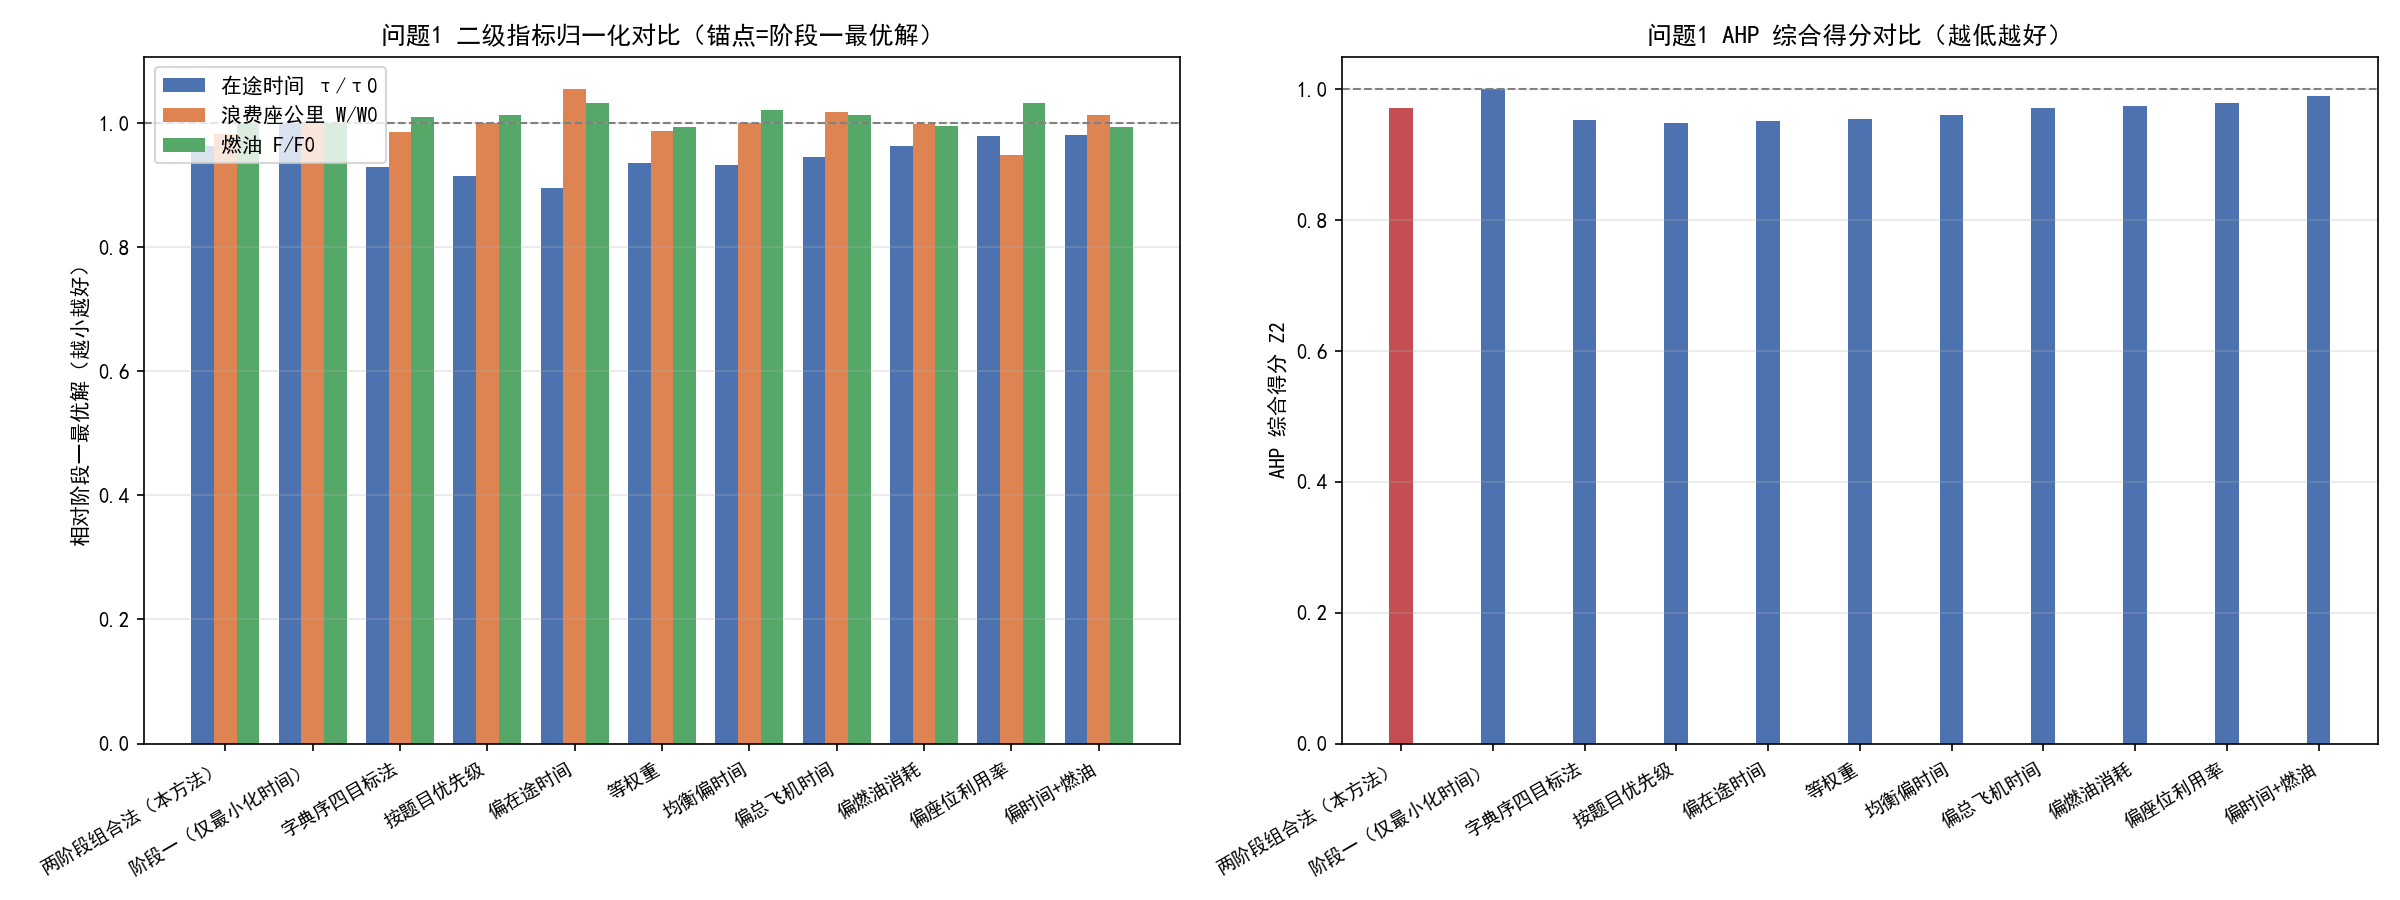 问题1 二级指标归一化对比（锚点=阶段一最优解）
在途时间 τ/τ0
浪费座公里 W/W0
燃油 F/F0
相对阶段一最优解（越小越好）
1.0
0.8
0.6
0.4
0.2
0.0
两阶段组合法（本方法）
阶段一（仅最小化时间）
字典序四目标法
按题目优先级
偏在途时间
等权重
均衡偏时间
偏总飞机时间
偏燃油消耗
偏座位利用率
偏时间+燃油
问题1 AHP 综合得分对比（越低越好）
AHP 综合得分 Z2
1.0
0.8
0.6
0.4
0.2
0.0
两阶段组合法（本方法）
阶段一（仅最小化时间）
字典序四目标法
按题目优先级
偏在途时间
等权重
均衡偏时间
偏总飞机时间
偏燃油消耗
偏座位利用率
偏时间+燃油